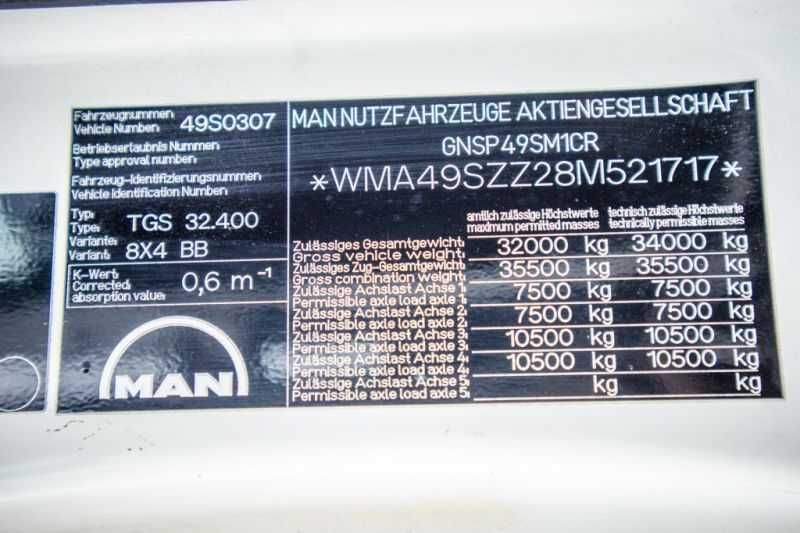 Fahrzeugnummer:
Vehicle Number: 49S0307
Betriebserlaubnis Nummer:
Type approval number:
Fahrzeug-Identifizierungsnummer:
Vehicle Identification Number:
Typ:
Type: TGS 32.400
Variante:
Variant: 8X4 BB
K-Wert:
Corrected
absorption value: 0,6 m⁻¹
MAN
MAN NUTZFAHRZEUGE AKTIENGESELLSCHAFT
GNSP49SM1CR
*WMA49SZZ28M521717*
amtlich zulässige Höchstwerte technisch zulässige Höchstwerte
maximum permitted masses technically permissible masses
Zulässiges Gesamtgewicht:
Gross vehicle weight: 32000 kg 34000 kg
Zulässiges Zug-Gesamtgewicht:
Gross combination weight: 35500 kg 35500 kg
Zulässige Achslast Achse 1:
Permissible axle load axle 1: 7500 kg 7500 kg
Zulässige Achslast Achse 2:
Permissible axle load axle 2: 7500 kg 7500 kg
Zulässige Achslast Achse 3:
Permissible axle load axle 3: 10500 kg 10500 kg
Zulässige Achslast Achse 4:
Permissible axle load axle 4: 10500 kg 10500 kg
Zulässige Achslast Achse 5:
Permissible axle load axle 5: kg kg